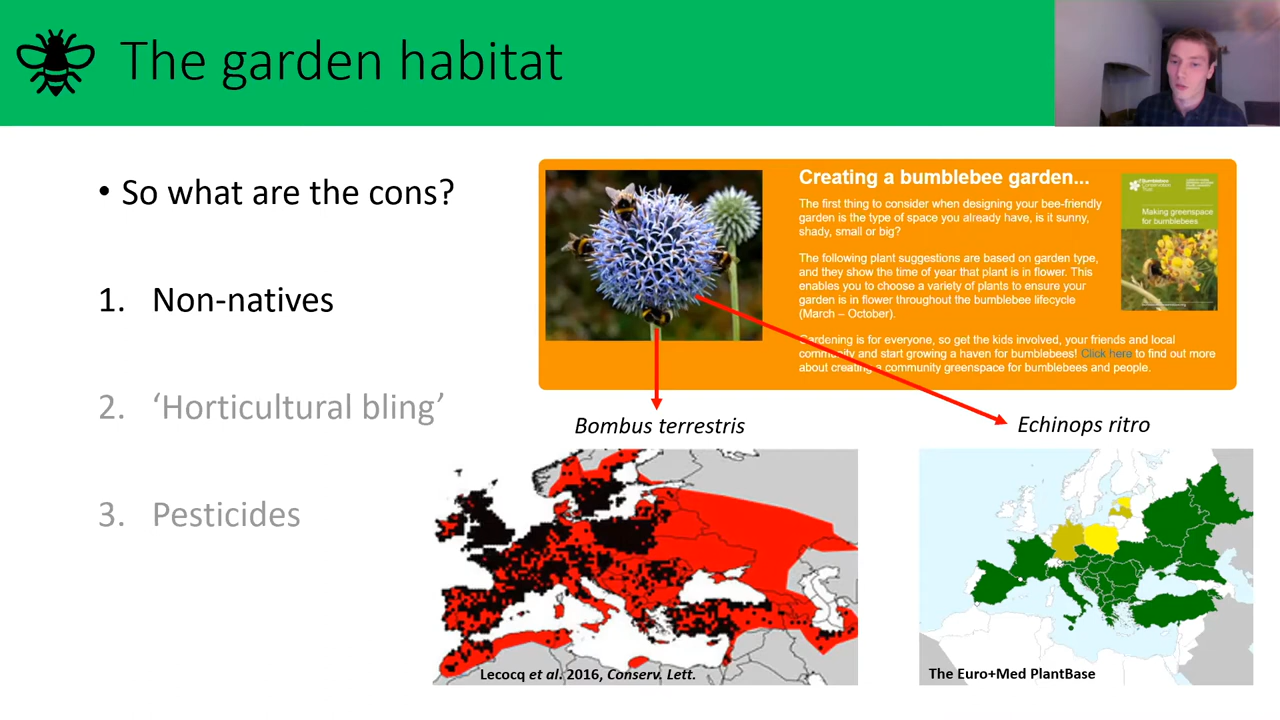 The garden habitat
• So what are the cons?
1. Non-natives
2. ‘Horticultural bling’
3. Pesticides
Creating a bumblebee garden...
The first thing to consider when designing your bee-friendly
garden is the type of space you already have, is it sunny,
shady, small or big?
The following plant suggestions are based on garden type,
and they show the time of year that plant is in flower. This
enables you to choose a variety of plants to ensure your
garden is in flower throughout the bumblebee lifecycle
(March – October).
Gardening is for everyone, so get the kids involved, your friends and local
community and start growing a haven for bumblebees! Click here to find out more
about creating a community greenspace for bumblebees and people.
Bumblebee
Conservation
Trust
Making greenspace
for bumblebees
Bombus terrestris
Echinops ritro
Lecocq et al. 2016, Conserv. Lett.
The Euro+Med PlantBase